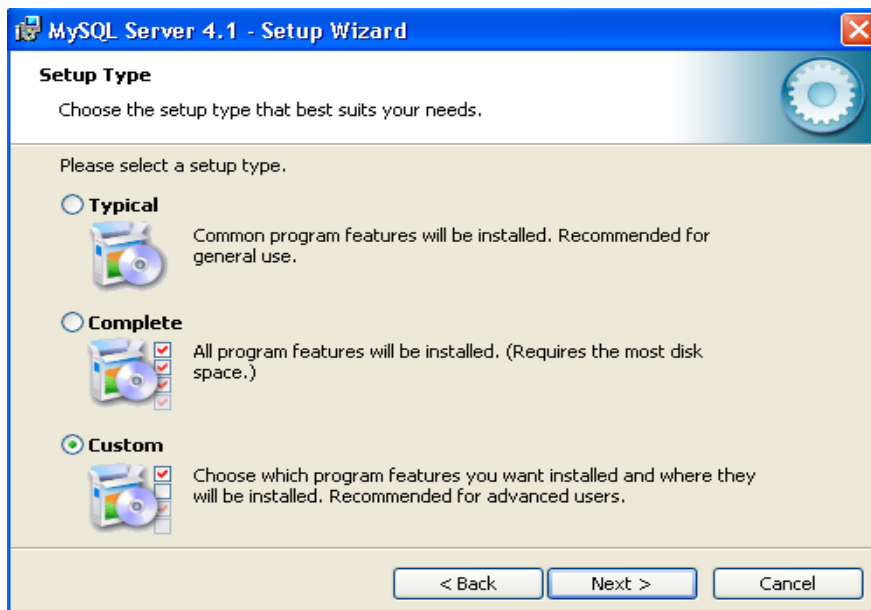 MySQL Server 4.1 - Setup Wizard
Setup Type
Choose the setup type that best suits your needs.
Please select a setup type.
Typical
Common program features will be installed. Recommended for
general use.
Complete
All program features will be installed. (Requires the most disk
space.)
Custom
Choose which program features you want installed and where they
will be installed. Recommended for advanced users.
< Back
Next >
Cancel